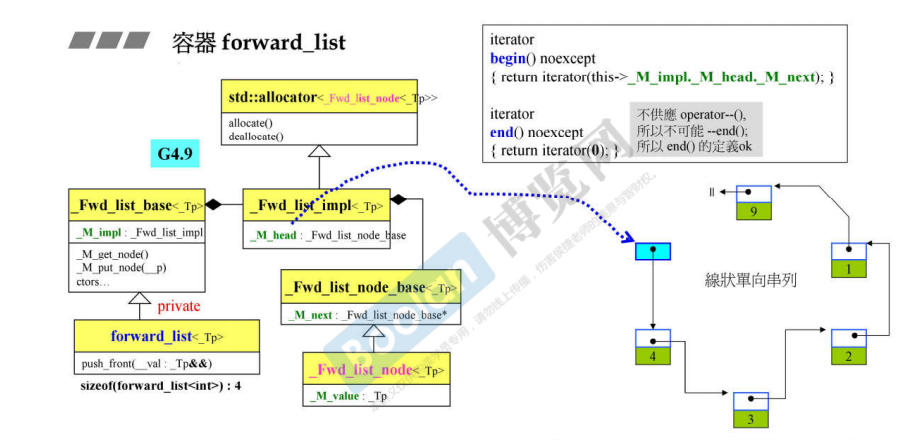 容器 forward_list
iterator
begin() noexcept
{ return iterator(this->_M_impl._M_head._M_next); }
iterator
end() noexcept
{ return iterator(0); }
不供應 operator--(),
所以不可能 --end();
所以 end() 的定義ok
std::allocator<_Fwd_list_node<_Tp>>
allocate()
deallocate()
G4.9
_Fwd_list_base<_Tp>
_M_impl : _Fwd_list_impl
_M_get_node()
_M_put_node(__p)
ctors...
_Fwd_list_impl<_Tp>
_M_head : _Fwd_list_node_base
_Fwd_list_node_base<_Tp>
_M_next : _Fwd_list_node_base*
private
forward_list<_Tp>
push_front(__val : _Tp&&)
sizeof(forward_list<int>) : 4
_Fwd_list_node<_Tp>
_M_value : _Tp
線狀單向串列
9
1
4
2
3
Boolan
博览网